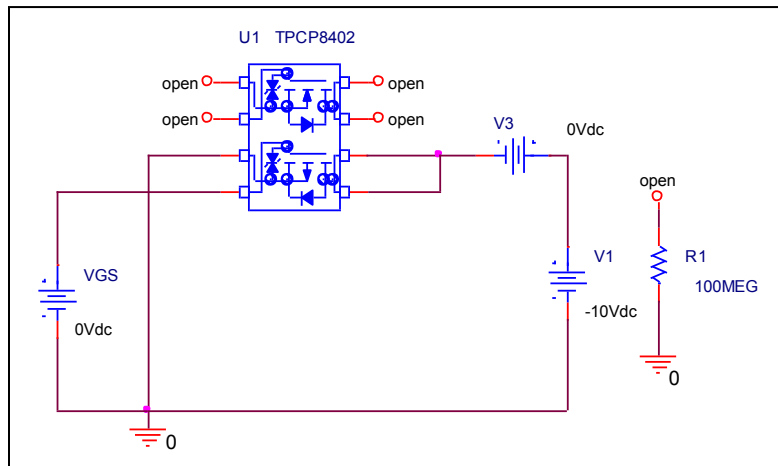 U1 TPCP8402
open open
open open
V3 0Vdc
open
VGS
0Vdc
V1
-10Vdc
R1
100MEG
0
0